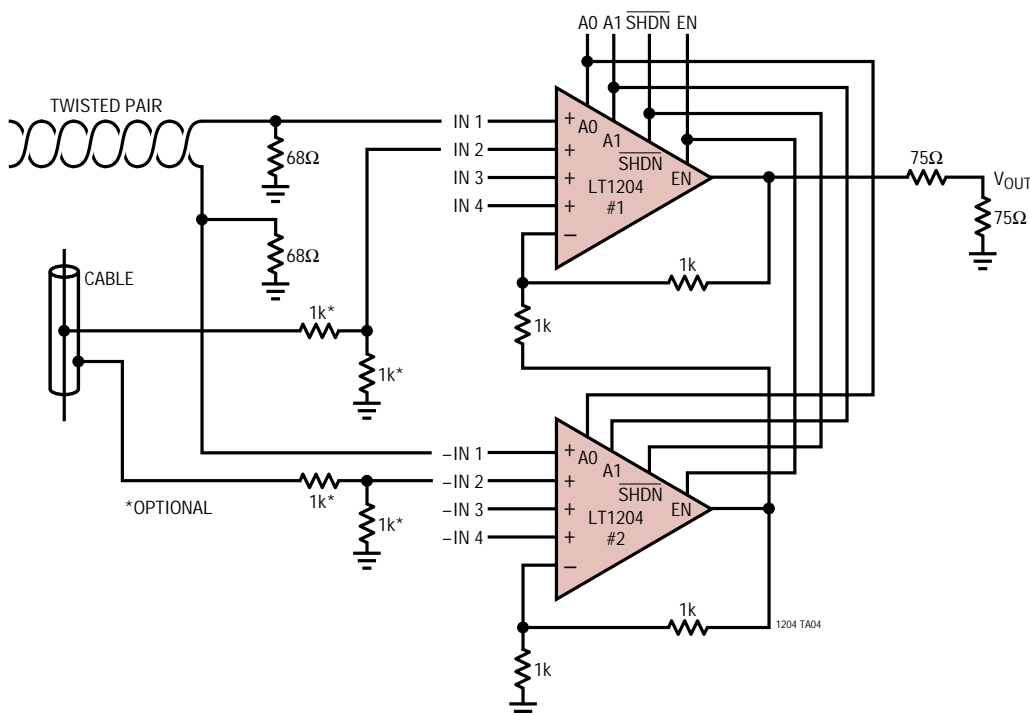 A0 A1 SHDN EN
TWISTED PAIR
68Ω
68Ω
CABLE
1k*
1k*
1k*
1k*
*OPTIONAL
IN 1
IN 2
IN 3
IN 4
+
+
+
+
–
A0
A1
SHDN
EN
LT1204
#1
1k
1k
75Ω
VOUT
75Ω
–IN 1
–IN 2
–IN 3
–IN 4
+
+
+
+
–
A0
A1
SHDN
EN
LT1204
#2
1k
1k
1204 TA04